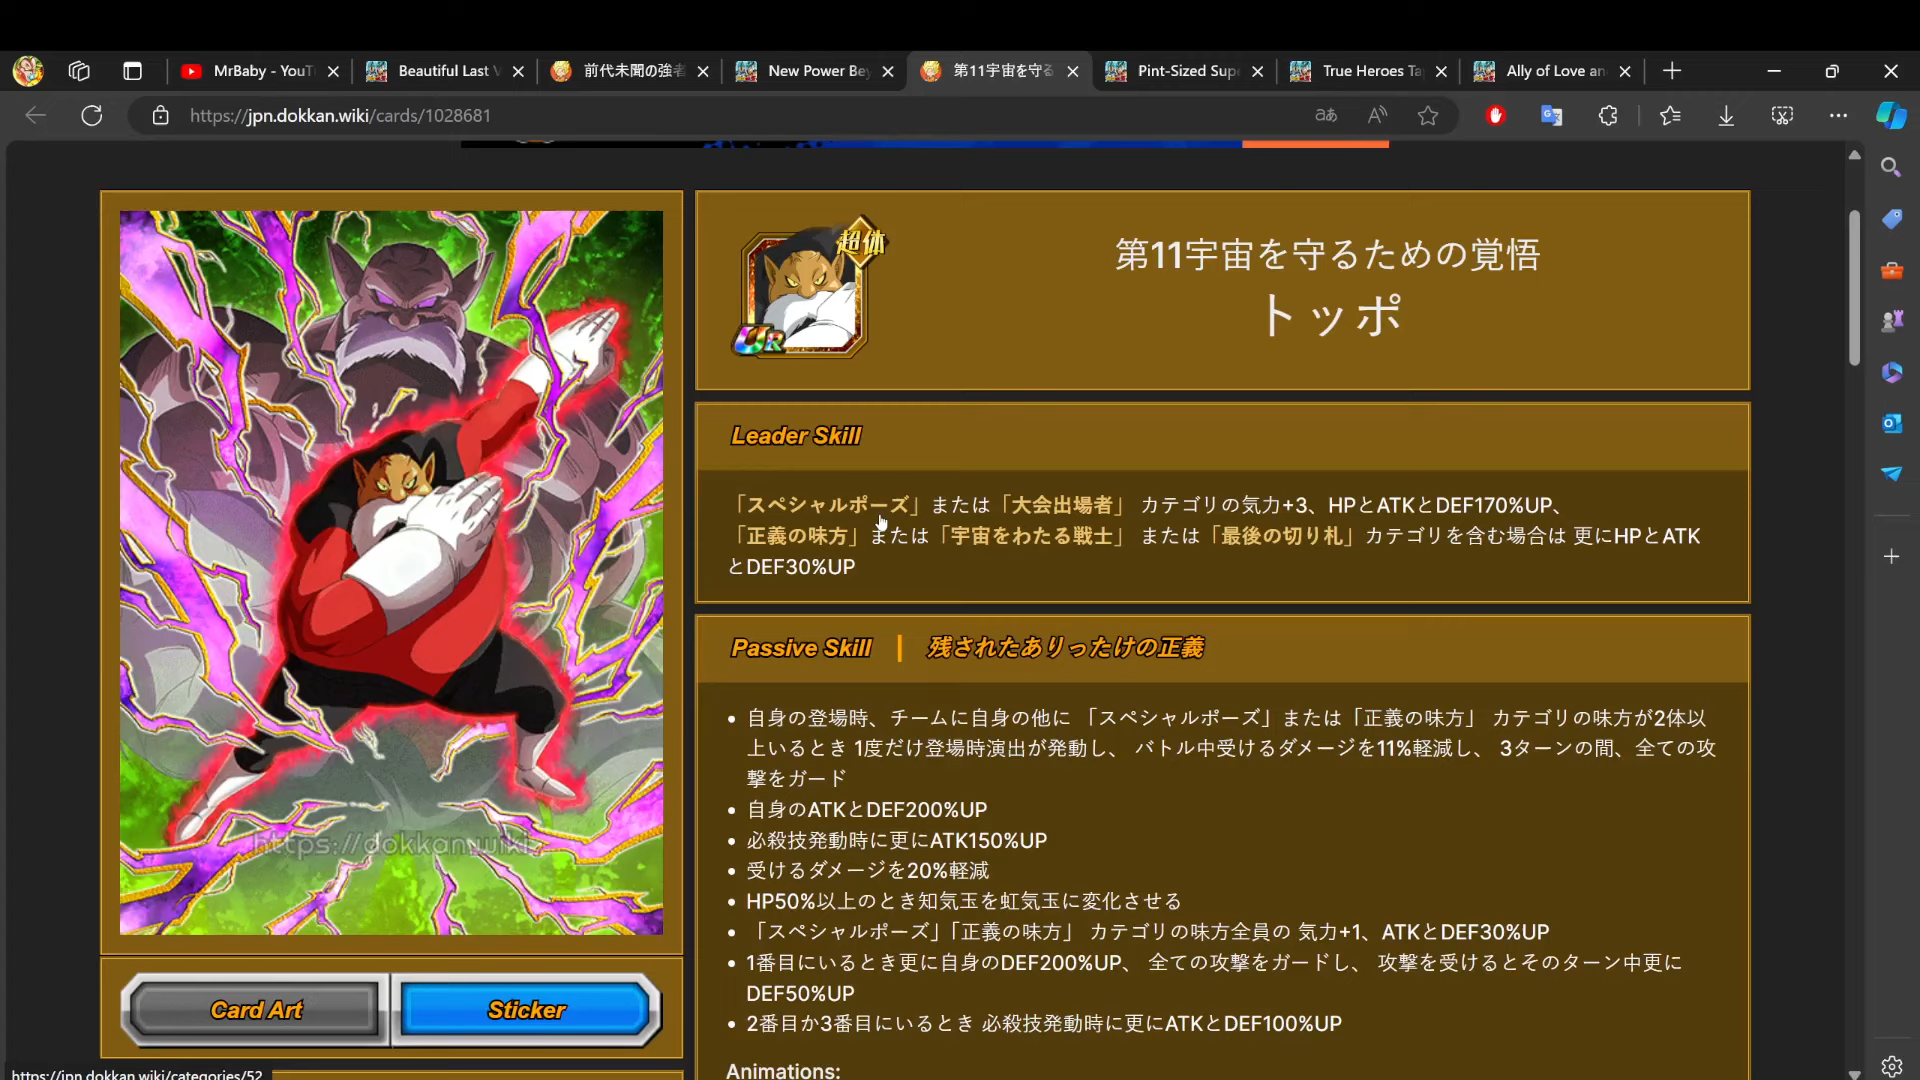 MrBaby - YouT
Beautiful Last V
前代未聞の強者
New Power Bey
第11宇宙を守る
Pint-Sized Supe
True Heroes Ta
Ally of Love an
https://jpn.dokkan.wiki/cards/1028681
超体
UR
第11宇宙を守るための覚悟
トッポ
Leader Skill
「スペシャルポーズ」または「大会出場者」 カテゴリの気力+3、HPとATKとDEF170%UP、
「正義の味方」または「宇宙をわたる戦士」 または「最後の切り札」カテゴリを含む場合は 更にHPとATK
とDEF30%UP
Passive Skill | 残されたありったけの正義
• 自身の登場時、チームに自身の他に 「スペシャルポーズ」または「正義の味方」 カテゴリの味方が2体以
上いるとき 1度だけ登場時演出が発動し、 バトル中受けるダメージを11%軽減し、 3ターンの間、全ての攻
撃をガード
• 自身のATKとDEF200%UP
• 必殺技発動時に更にATK150%UP
• 受けるダメージを20%軽減
• HP50%以上のとき知気玉を虹気玉に変化させる
• 「スペシャルポーズ」「正義の味方」 カテゴリの味方全員の 気力+1、ATKとDEF30%UP
• 1番目にいるとき更に自身のDEF200%UP、 全ての攻撃をガードし、 攻撃を受けるとそのターン中更に
DEF50%UP
• 2番目か3番目にいるとき 必殺技発動時に更にATKとDEF100%UP
Animations:
https://dokkan.wiki
Card Art
Sticker
https://jpn.dokkan.wiki/categories/52